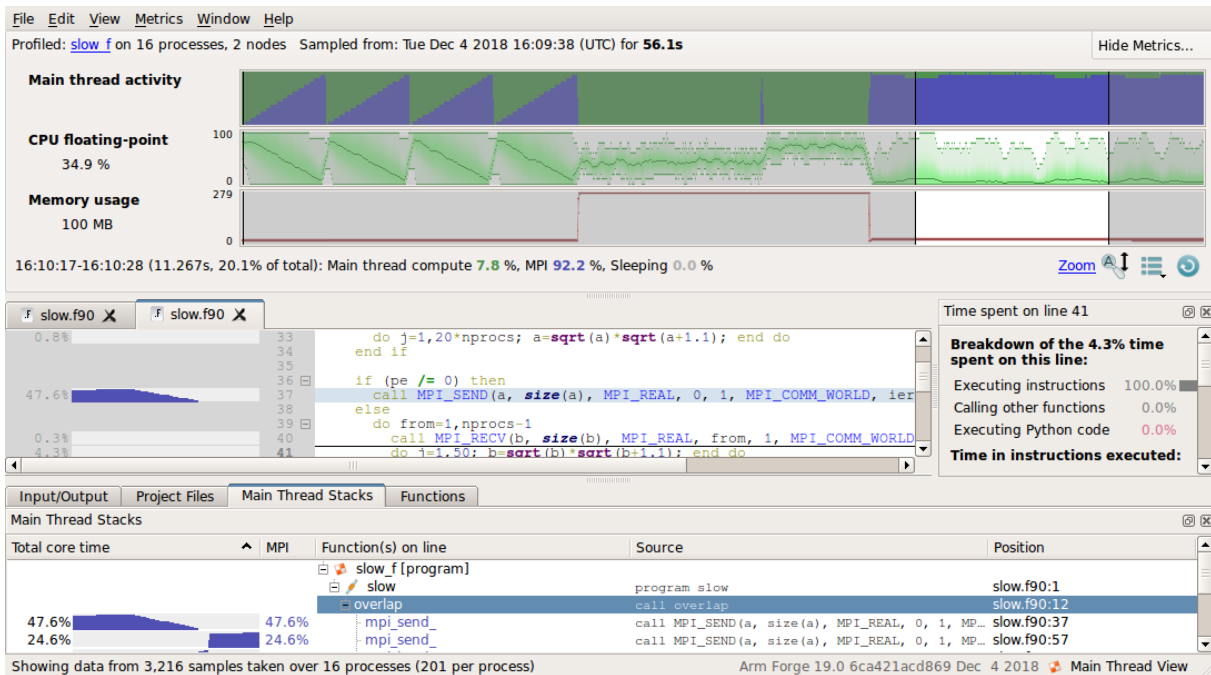 File Edit View Metrics Window Help
Profiled: slow_f on 16 processes, 2 nodes Sampled from: Tue Dec 4 2018 16:09:38 (UTC) for 56.1s
Hide Metrics...
Main thread activity
CPU floating-point
34.9 %
100
0
Memory usage
100 MB
279
0
16:10:17-16:10:28 (11.267s, 20.1% of total): Main thread compute 7.8 %, MPI 92.2 %, Sleeping 0.0 %
Zoom
slow.f90 slow.f90
0.8% 33 do j=1,20*nprocs; a=sqrt(a)*sqrt(a+1.1); end do
34 end if
35
36 if (pe /= 0) then
47.6% 37 call MPI_SEND(a, size(a), MPI_REAL, 0, 1, MPI_COMM_WORLD, ier
38 else
39 do from=1,nprocs-1
0.3% 40 call MPI_RECV(b, size(b), MPI_REAL, from, 1, MPI_COMM_WORLD
4.3% 41 do j=1,50; b=sqrt(b)*sqrt(b+1.1); end do
Time spent on line 41
Breakdown of the 4.3% time
spent on this line:
Executing instructions 100.0%
Calling other functions 0.0%
Executing Python code 0.0%
Time in instructions executed:
Input/Output Project Files Main Thread Stacks Functions
Main Thread Stacks
Total core time MPI Function(s) on line Source Position
slow_f [program]
slow program slow slow.f90:1
overlap call overlap slow.f90:12
47.6% 47.6% mpi_send_ call MPI_SEND(a, size(a), MPI_REAL, 0, 1, MP... slow.f90:37
24.6% 24.6% mpi_send_ call MPI_SEND(a, size(a), MPI_REAL, 0, 1, MP... slow.f90:57
Showing data from 3,216 samples taken over 16 processes (201 per process)
Arm Forge 19.0 6ca421acd869 Dec 4 2018 Main Thread View